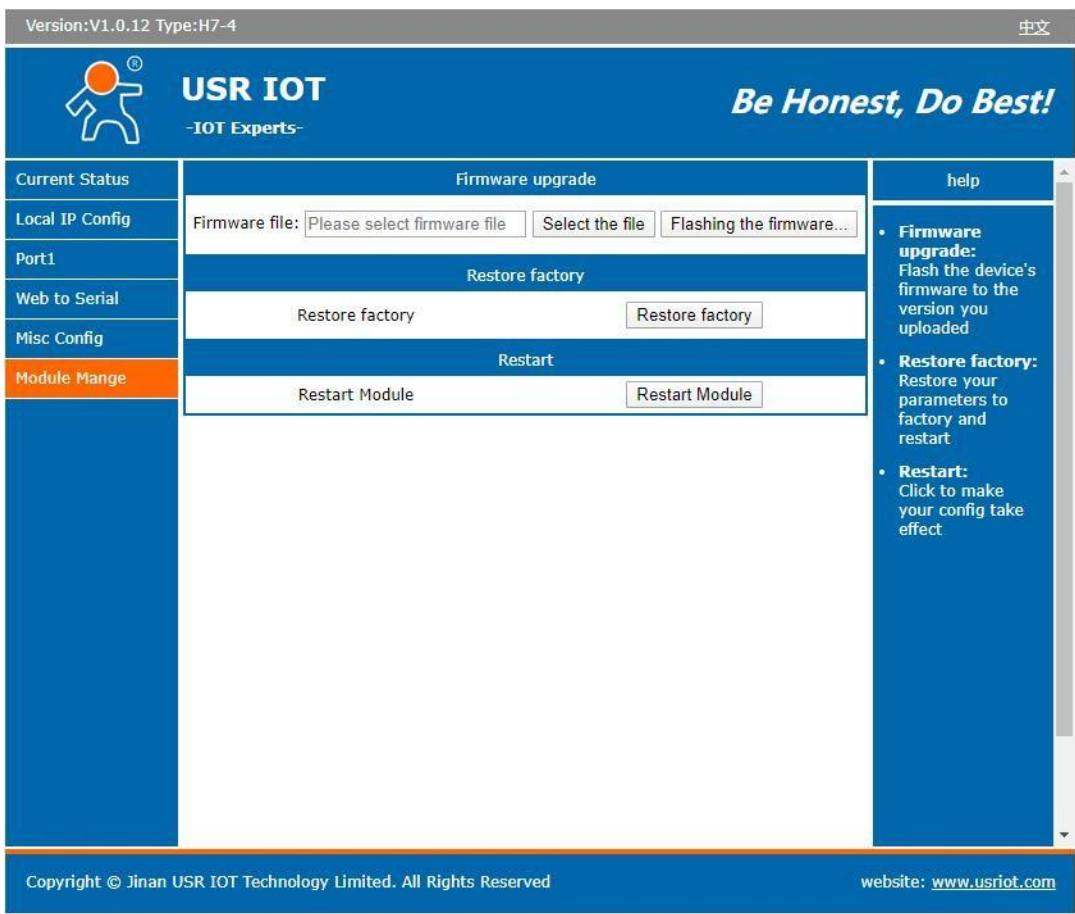 Version:V1.0.12 Type:H7-4
中文
®
USR IOT
-IOT Experts-
Be Honest, Do Best!
Current Status
Local IP Config
Port1
Web to Serial
Misc Config
Module Mange
Firmware upgrade
Firmware file: Please select firmware file Select the file Flashing the firmware...
Restore factory
Restore factory Restore factory
Restart
Restart Module Restart Module
help
• Firmware
upgrade:
Flash the device's
firmware to the
version you
uploaded
• Restore factory:
Restore your
parameters to
factory and
restart
• Restart:
Click to make
your config take
effect
Copyright © Jinan USR IOT Technology Limited. All Rights Reserved
website: www.usriot.com